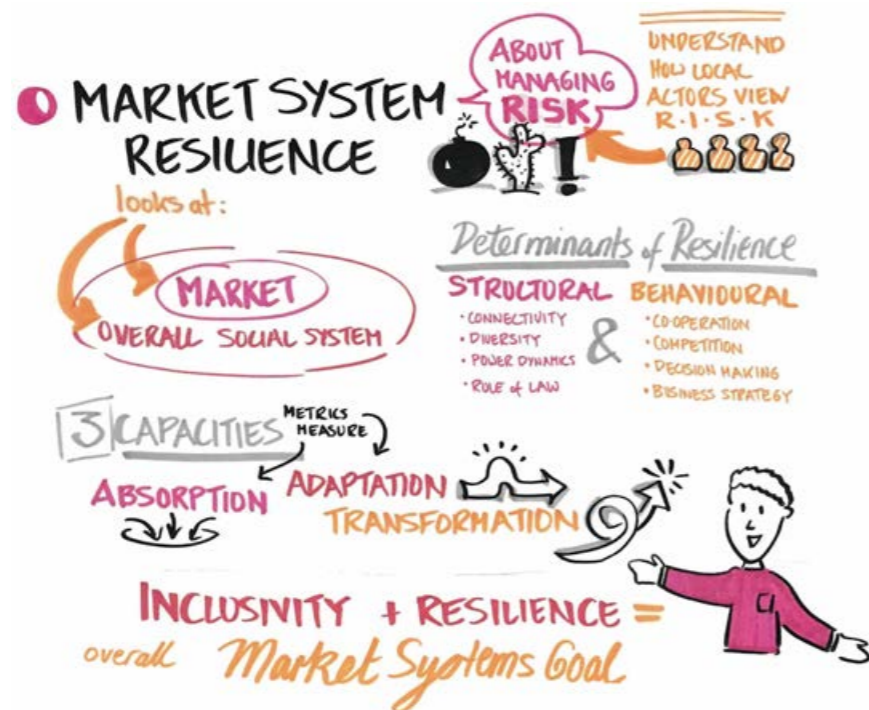 MARKET SYSTEM
RESILIENCE
ABOUT
MANAGING
RISK
UNDERSTAND
HOW LOCAL
ACTORS VIEW
R·I·S·K
looks at:
MARKET
OVERALL SOCIAL SYSTEM
Determinants of Resilience
STRUCTURAL
• CONNECTIVITY
• DIVERSITY
• POWER DYNAMICS
• RULE of LAW
&
BEHAVIOURAL
• CO-OPERATION
• COMPETITION
• DECISION MAKING
• BUSINESS STRATEGY
3 CAPACITIES
METRICS
MEASURE
ABSORPTION
ADAPTATION
TRANSFORMATION
INCLUSIVITY + RESILIENCE =
overall Market Systems Goal